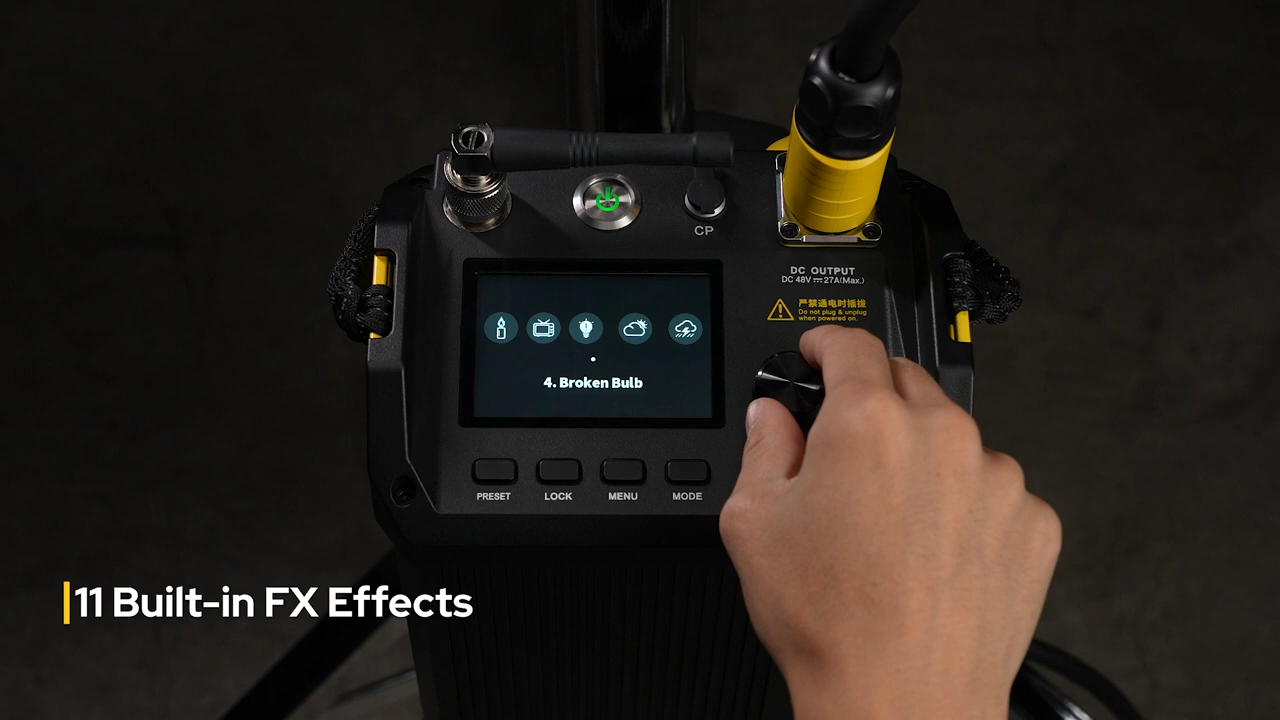 CP
DC OUTPUT
DC 48V ⎓ 27A(Max.)
严禁通电时插拔
Do not plug & unplug
when powered on.
4. Broken Bulb
PRESET LOCK MENU MODE
11 Built-in FX Effects